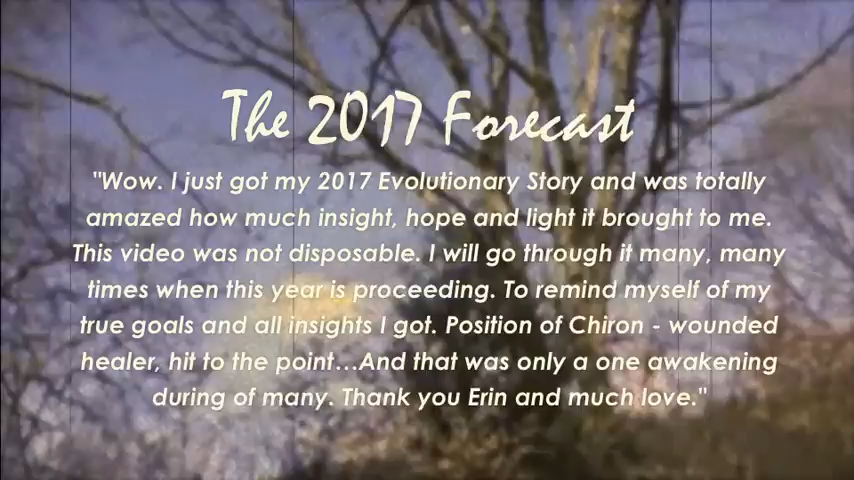 The 2017 Forecast
"Wow. I just got my 2017 Evolutionary Story and was totally
amazed how much insight, hope and light it brought to me.
This video was not disposable. I will go through it many, many
times when this year is proceeding. To remind myself of my
true goals and all insights I got. Position of Chiron - wounded
healer, hit to the point...And that was only a one awakening
during of many. Thank you Erin and much love."